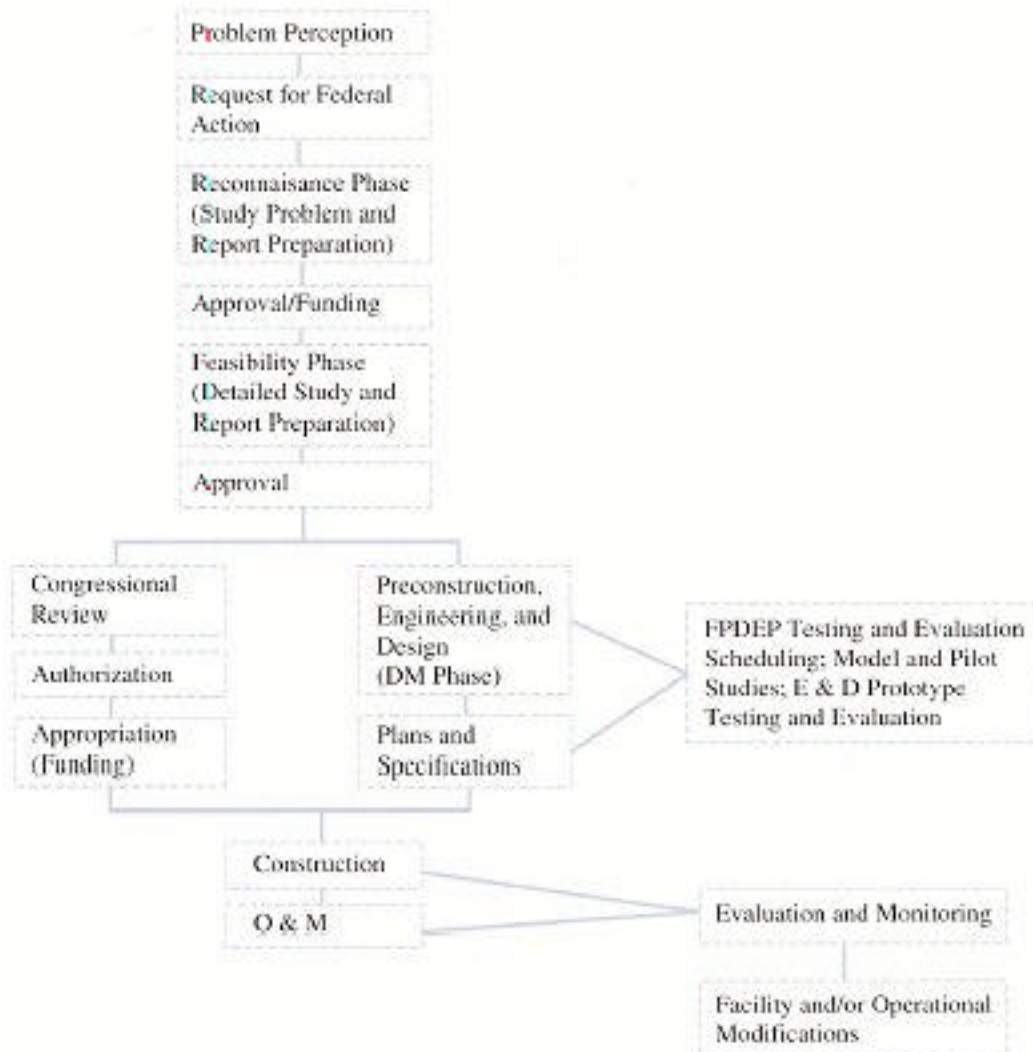 Problem Perception
Request for Federal
Action
Reconnaisance Phase
(Study Problem and
Report Preparation)
Approval/Funding
Feasibility Phase
(Detailed Study and
Report Preparation)
Approval
Congressional
Review
Authorization
Appropriation
(Funding)
Preconstruction,
Engineering, and
Design
(DM Phase)
Plans and
Specifications
FPDEP Testing and Evaluation
Scheduling; Model and Pilot
Studies; E & D Prototype
Testing and Evaluation
Construction
O & M
Evaluation and Monitoring
Facility and/or Operational
Modifications